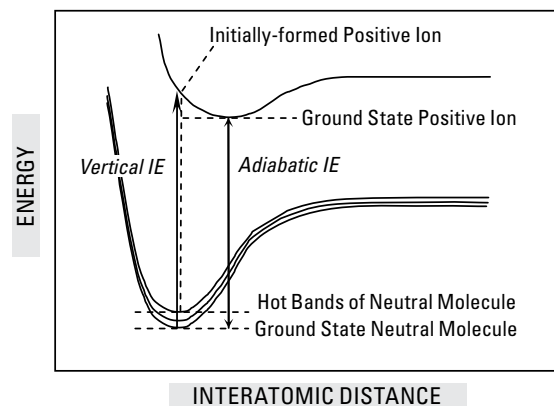 Initially-formed Positive Ion
Ground State Positive Ion
Vertical IE
Adiabatic IE
ENERGY
Hot Bands of Neutral Molecule
Ground State Neutral Molecule
INTERATOMIC DISTANCE